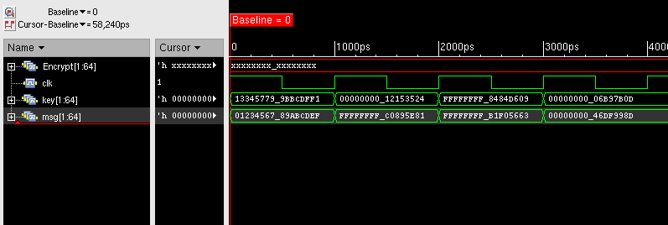 Baseline▼= 0
Cursor-Baseline▼= 58,240ps
Baseline = 0
Name ▼ Cursor ▼ 0 1000ps 2000ps 3000ps 4000
Encrypt[1:64] 'h xxxxxxxx xxxxxxxx_xxxxxxxx
clk 1
key[1:64] 'h 00000000 13345779_9BBCDFF1 00000000_12153524 FFFFFFFF_8484D609 00000000_06B97B0D
msg[1:64] 'h 00000000 01234567_89ABCDEF FFFFFFFF_C0895E81 FFFFFFFF_B1F05663 00000000_46DF998D